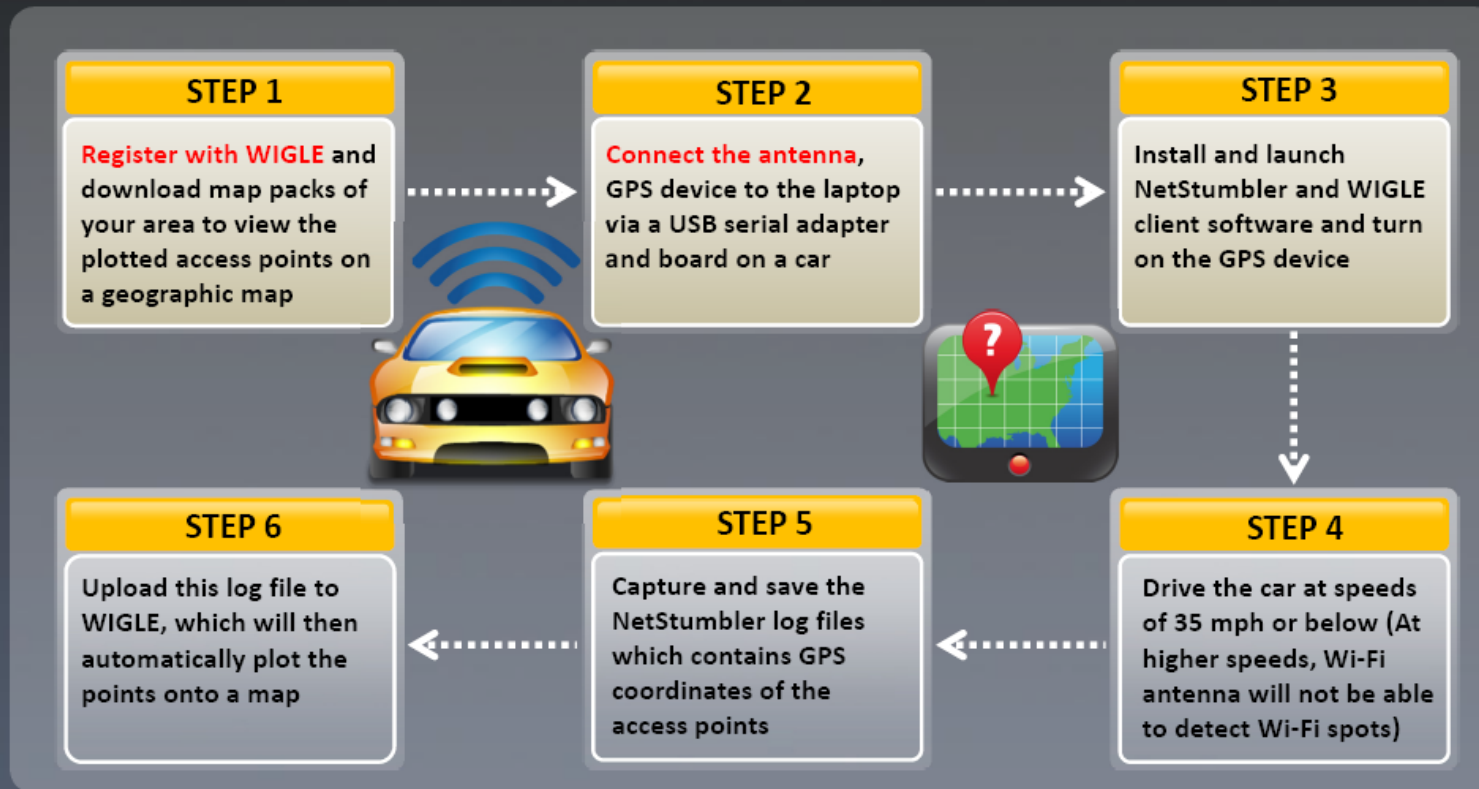 STEP 1
Register with WIGLE and
download map packs of
your area to view the
plotted access points on
a geographic map
STEP 2
Connect the antenna,
GPS device to the laptop
via a USB serial adapter
and board on a car
STEP 3
Install and launch
NetStumbler and WIGLE
client software and turn
on the GPS device
?
STEP 4
Drive the car at speeds
of 35 mph or below (At
higher speeds, Wi-Fi
antenna will not be able
to detect Wi-Fi spots)
STEP 5
Capture and save the
NetStumbler log files
which contains GPS
coordinates of the
access points
STEP 6
Upload this log file to
WIGLE, which will then
automatically plot the
points onto a map